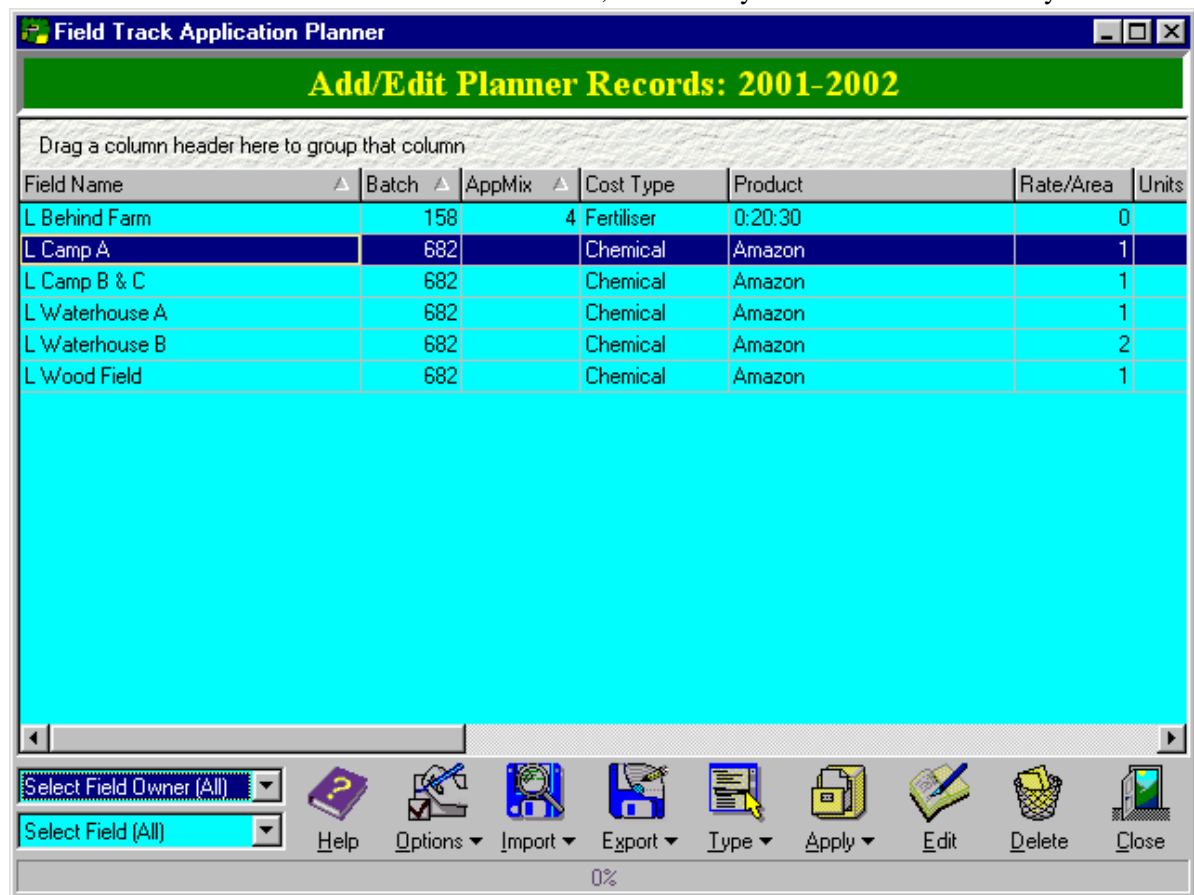 Field Track Application Planner
Add/Edit Planner Records: 2001-2002
Drag a column header here to group that column
Field Name Batch AppMix Cost Type Product Rate/Area Units
L Behind Farm 158 4 Fertiliser 0:20:30 0
L Camp A 682 Chemical Amazon 1
L Camp B & C 682 Chemical Amazon 1
L Waterhouse A 682 Chemical Amazon 1
L Waterhouse B 682 Chemical Amazon 2
L Wood Field 682 Chemical Amazon 1
Select Field Owner (All)
Select Field (All)
Help Options Import Export Type Apply Edit Delete Close
0%